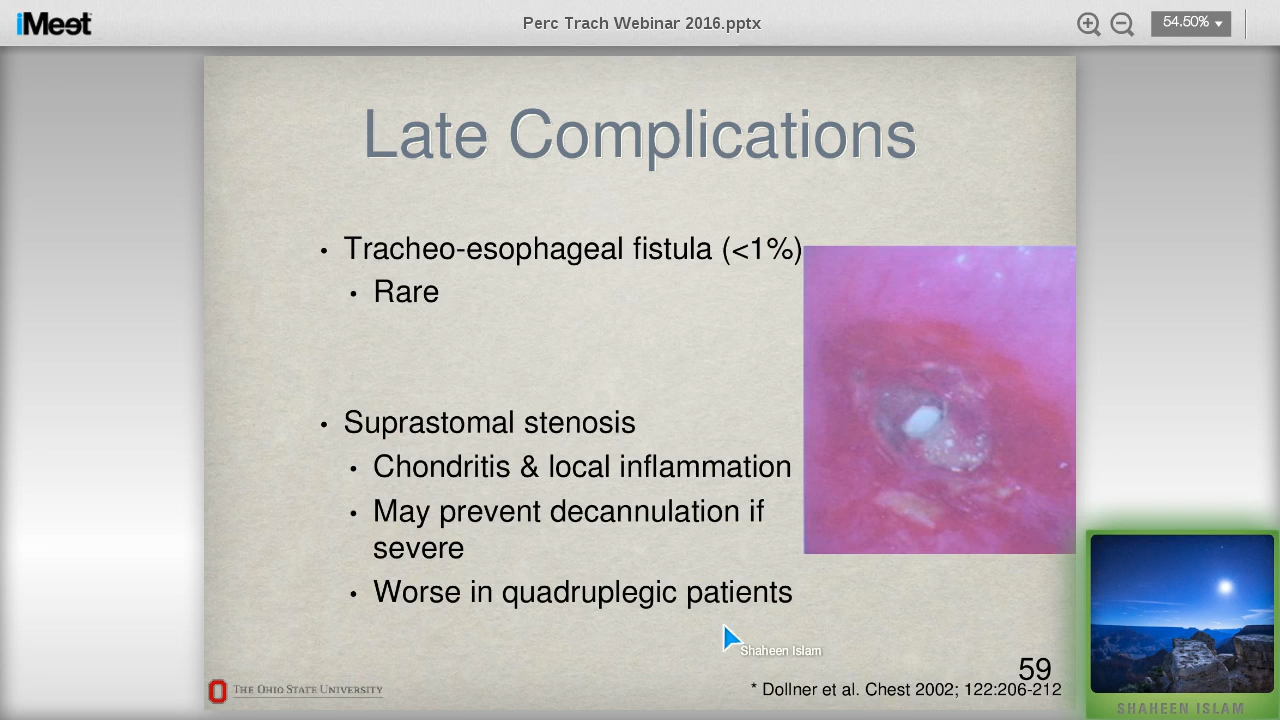 iMeet
Perc Trach Webinar 2016.pptx
54.50%
Late Complications
• Tracheo-esophageal fistula (<1%)
• Rare
• Suprastomal stenosis
• Chondritis & local inflammation
• May prevent decannulation if
severe
• Worse in quadruplegic patients
Shaheen Islam
59
* Dollner et al. Chest 2002; 122:206-212
THE OHIO STATE UNIVERSITY
SHAHEEN ISLAM